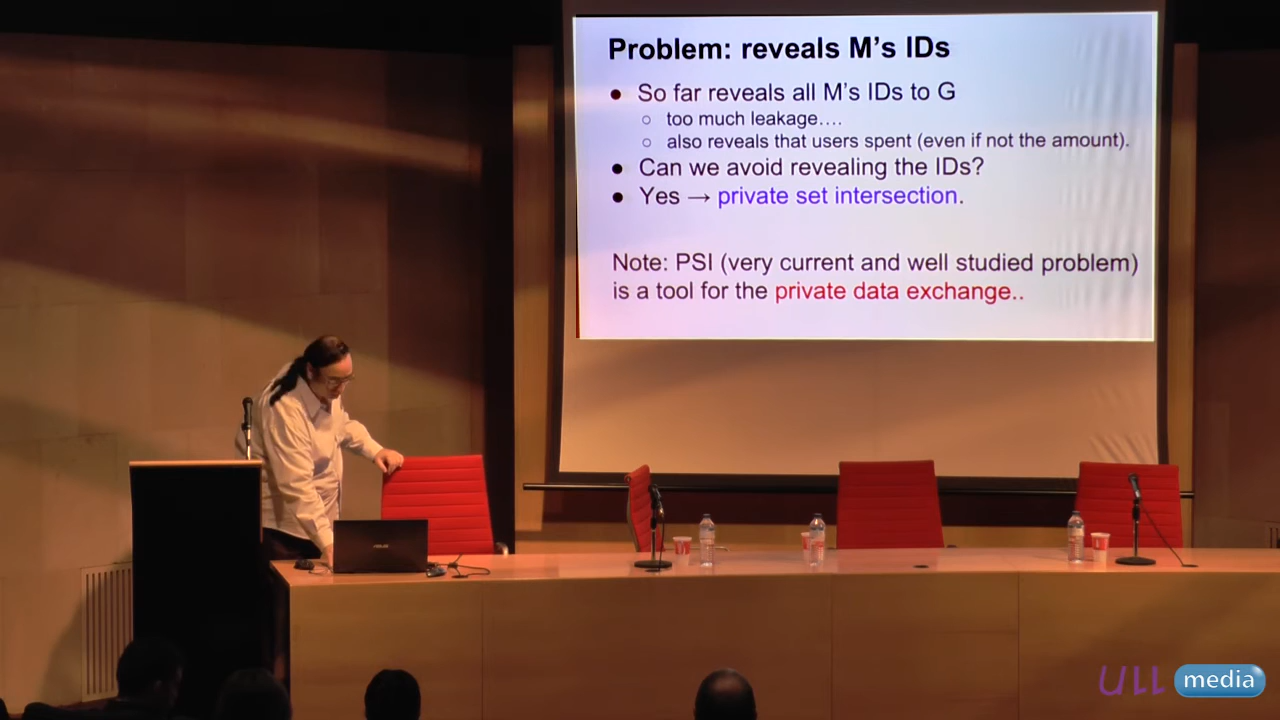 Problem: reveals M's IDs
● So far reveals all M's IDs to G
○ too much leakage….
○ also reveals that users spent (even if not the amount).
● Can we avoid revealing the IDs?
● Yes → private set intersection.
Note: PSI (very current and well studied problem)
is a tool for the private data exchange..
ASUS
ULL media